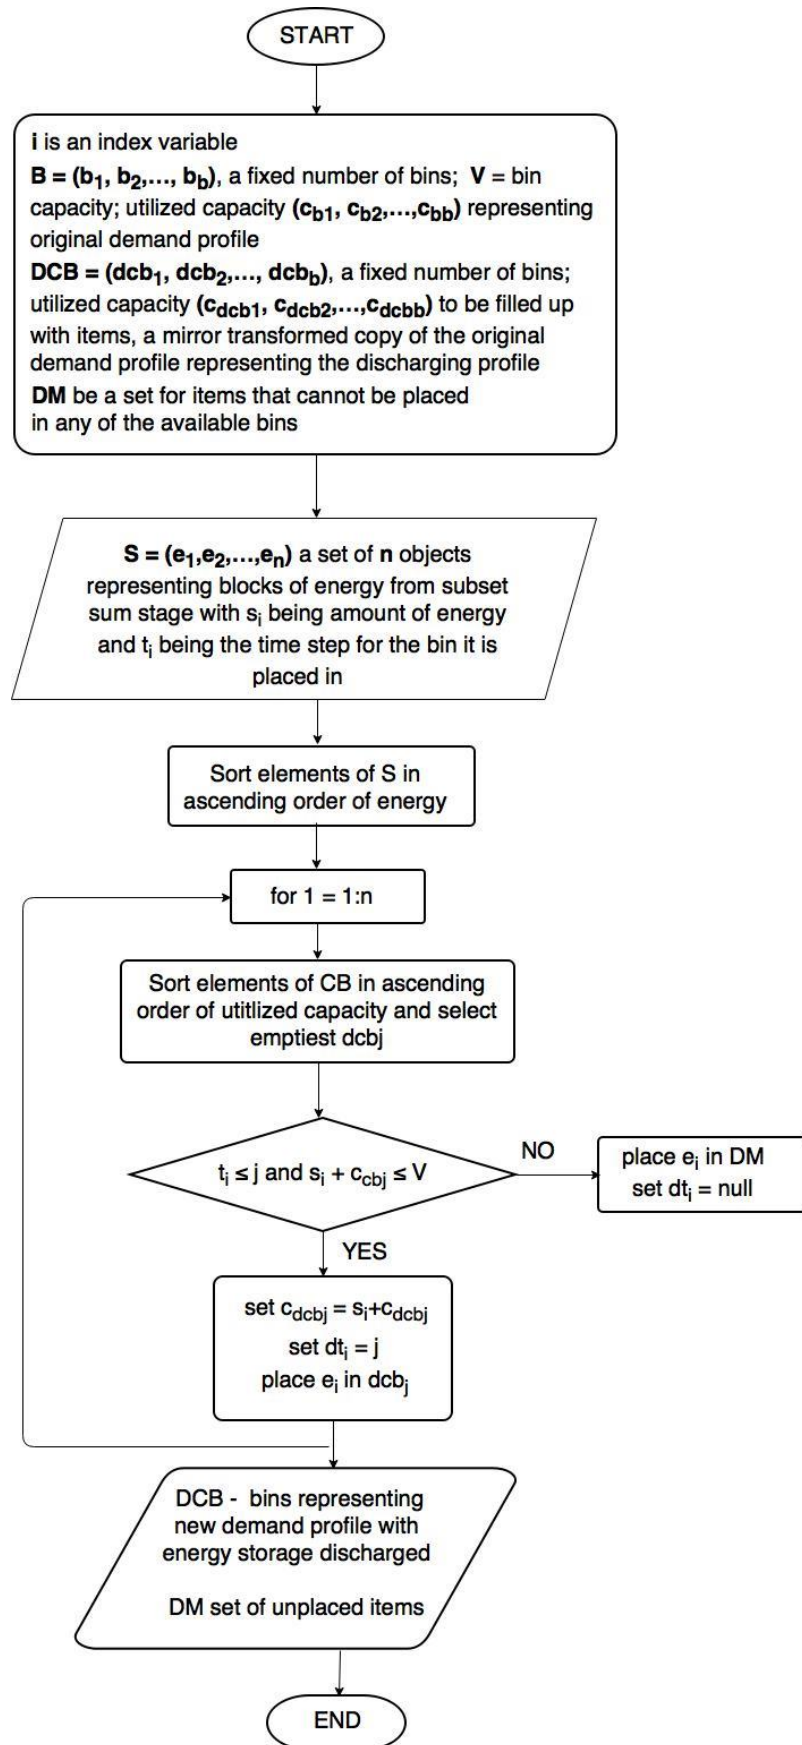 START
i is an index variable
B = (b1, b2,..., bb), a fixed number of bins; V = bin
capacity; utilized capacity (cb1, cb2,...,cbb) representing
original demand profile
DCB = (dcb1, dcb2,..., dcbb), a fixed number of bins;
utilized capacity (cdcb1, cdcb2,...,cdcbb) to be filled up
with items, a mirror transformed copy of the original
demand profile representing the discharging profile
DM be a set for items that cannot be placed
in any of the available bins
S = (e1,e2,...,en) a set of n objects
representing blocks of energy from subset
sum stage with si being amount of energy
and ti being the time step for the bin it is
placed in
Sort elements of S in
ascending order of energy
for 1 = 1:n
Sort elements of CB in ascending
order of utitlized capacity and select
emptiest dcbj
ti ≤ j and si + ccbj ≤ V
NO
place ei in DM
set dti = null
YES
set cdcbj = si+cdcbj
set dti = j
place ei in dcbj
DCB - bins representing
new demand profile with
energy storage discharged
DM set of unplaced items
END